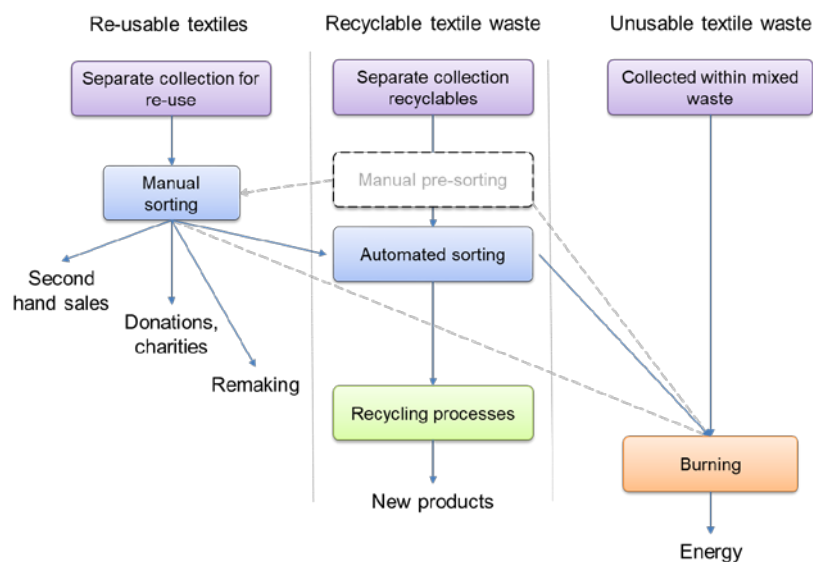 Re-usable textiles
Recyclable textile waste
Unusable textile waste
Separate collection for
re-use
Separate collection
recyclables
Collected within mixed
waste
Manual
sorting
Manual pre-sorting
Automated sorting
Second
hand sales
Donations,
charities
Remaking
Recycling processes
Burning
New products
Energy